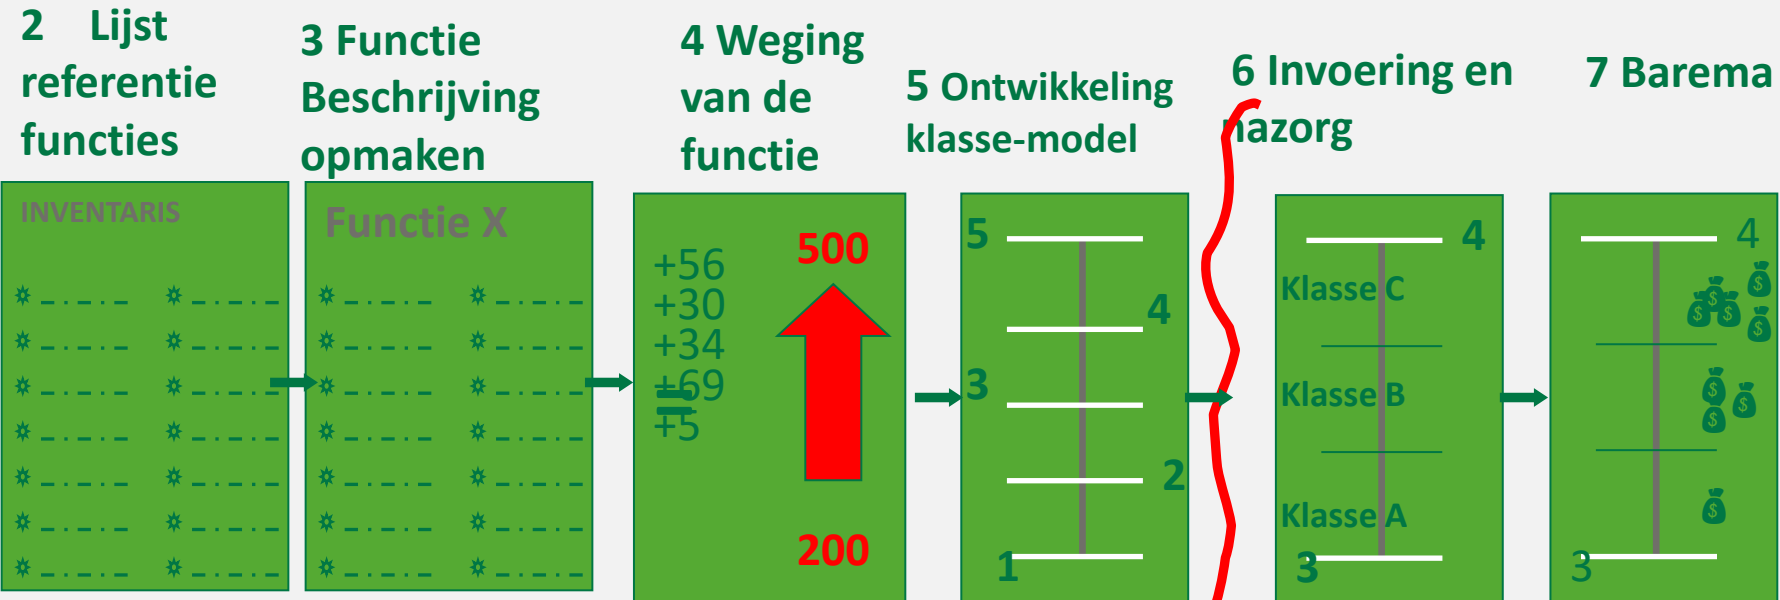 2 Lijst
referentie
functies
3 Functie
Beschrijving
opmaken
4 Weging
van de
functie
5 Ontwikkeling
klasse-model
6 Invoering en
nazorg
7 Barema
INVENTARIS
Functie X
+56
+30
+34
+69
+5
=
500
200
5
4
3
2
1
4
Klasse C
Klasse B
Klasse A
3
4
3